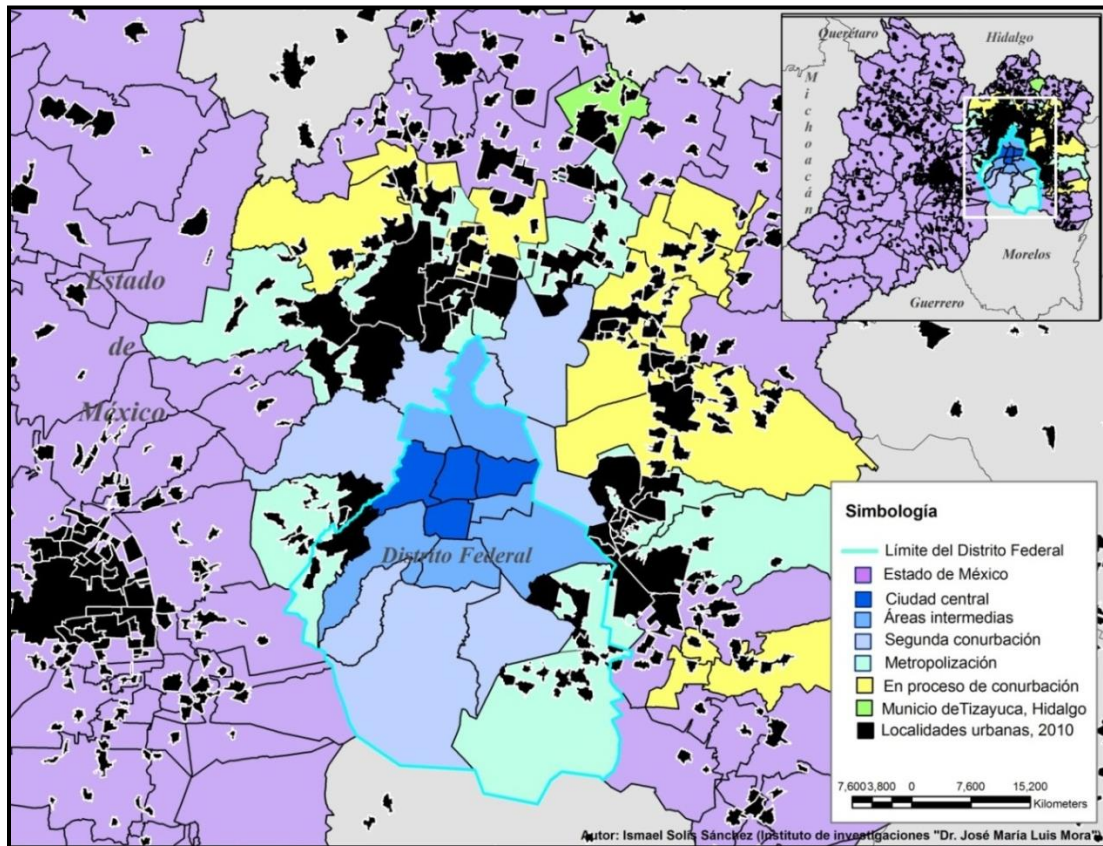 Querétaro
Hidalgo
Michoacán
Morelos
Guerrero
Estado
de
México
Distrito Federal
Simbología
Límite del Distrito Federal
Estado de México
Ciudad central
Áreas intermedias
Segunda conurbación
Metropolización
En proceso de conurbación
Municio deTizayuca, Hidalgo
Localidades urbanas, 2010
7,600 3,800 0 7,600 15,200
Kilometers
Autor: Ismael Solís Sánchez (Instituto de investigaciones "Dr. José María Luis Mora")